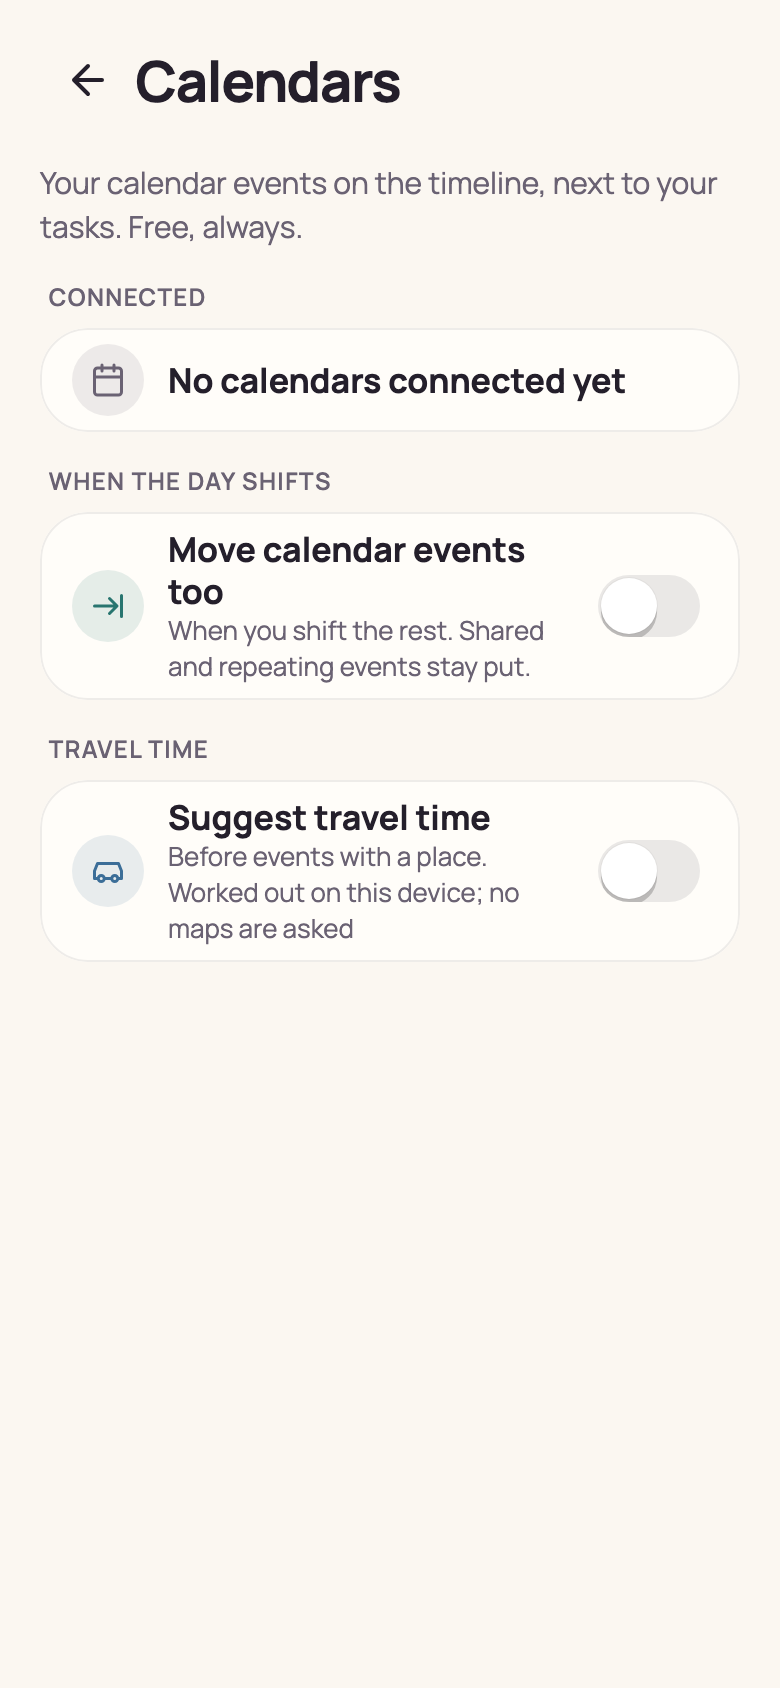 Calendars
Your calendar events on the timeline, next to your
tasks. Free, always.
CONNECTED
No calendars connected yet
WHEN THE DAY SHIFTS
Move calendar events
too
When you shift the rest. Shared
and repeating events stay put.
TRAVEL TIME
Suggest travel time
Before events with a place.
Worked out on this device; no
maps are asked